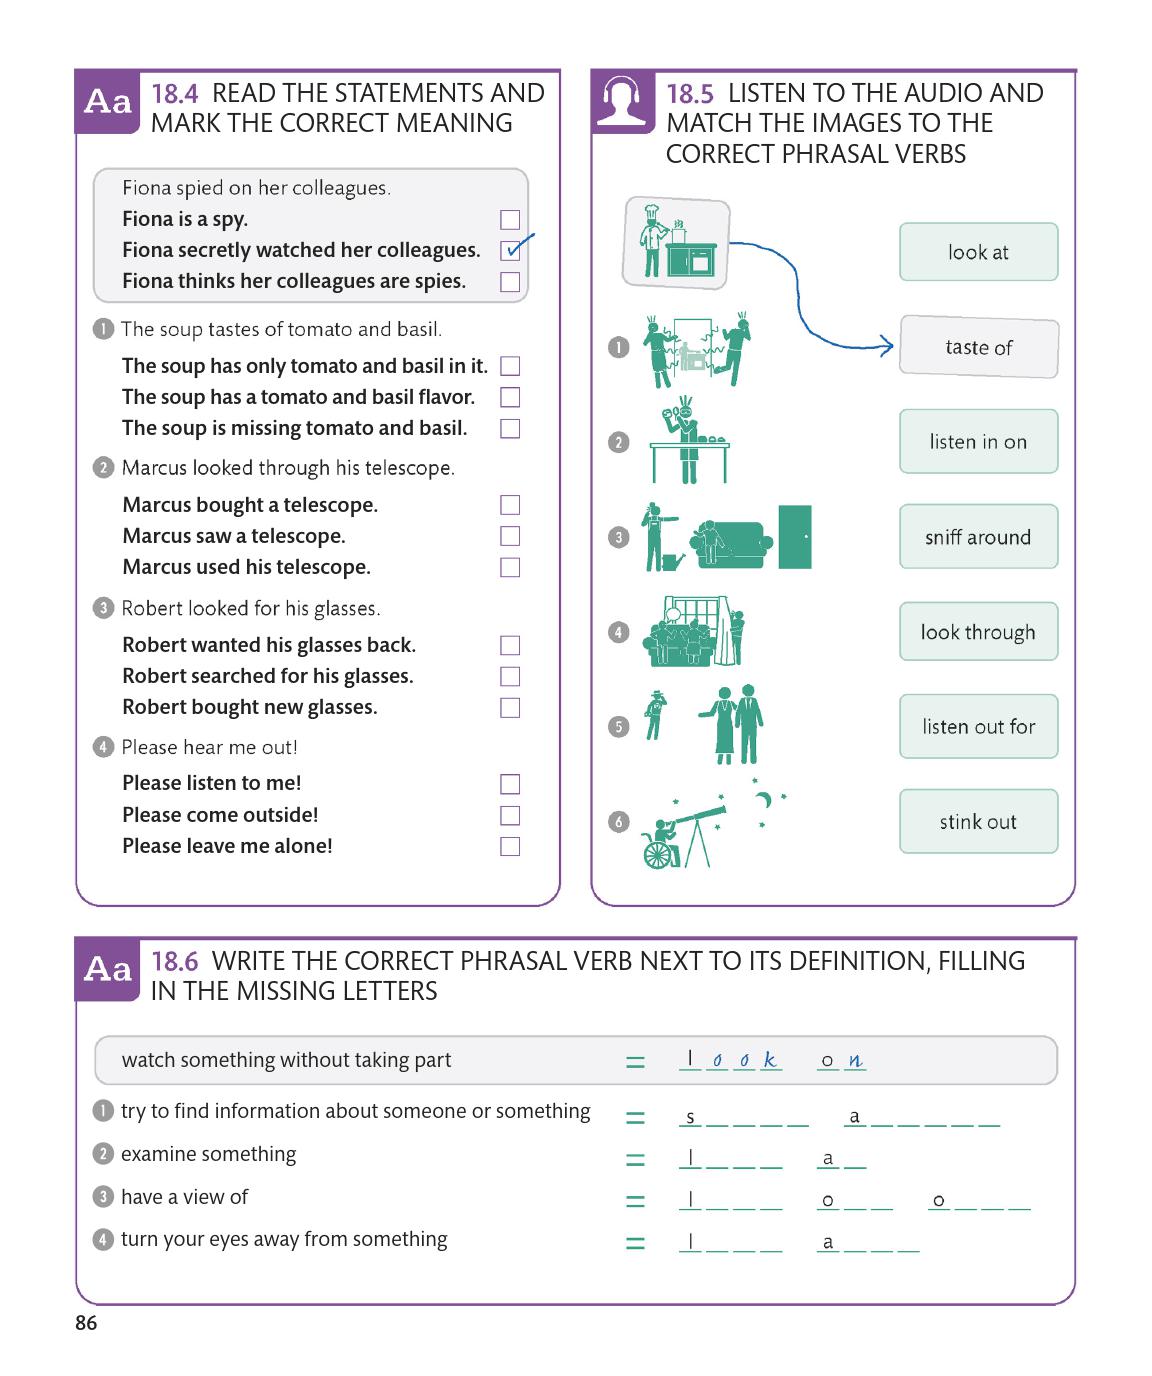 Aa
18.4 READ THE STATEMENTS AND
MARK THE CORRECT MEANING
Fiona spied on her colleagues.
Fiona is a spy.
Fiona secretly watched her colleagues.
Fiona thinks her colleagues are spies.
1 The soup tastes of tomato and basil.
The soup has only tomato and basil in it.
The soup has a tomato and basil flavor.
The soup is missing tomato and basil.
2 Marcus looked through his telescope.
Marcus bought a telescope.
Marcus saw a telescope.
Marcus used his telescope.
3 Robert looked for his glasses.
Robert wanted his glasses back.
Robert searched for his glasses.
Robert bought new glasses.
4 Please hear me out!
Please listen to me!
Please come outside!
Please leave me alone!
18.5 LISTEN TO THE AUDIO AND
MATCH THE IMAGES TO THE
CORRECT PHRASAL VERBS
look at
1
taste of
2
listen in on
3
sniff around
4
look through
5
listen out for
6
stink out
Aa
18.6 WRITE THE CORRECT PHRASAL VERB NEXT TO ITS DEFINITION, FILLING
IN THE MISSING LETTERS
watch something without taking part = l o o k o n
1 try to find information about someone or something = s _ _ _ _ a _ _ _ _ _
2 examine something = l _ _ _ a _
3 have a view of = l _ _ _ o _ _ o _ _ _
4 turn your eyes away from something = l _ _ _ a _ _ _
86